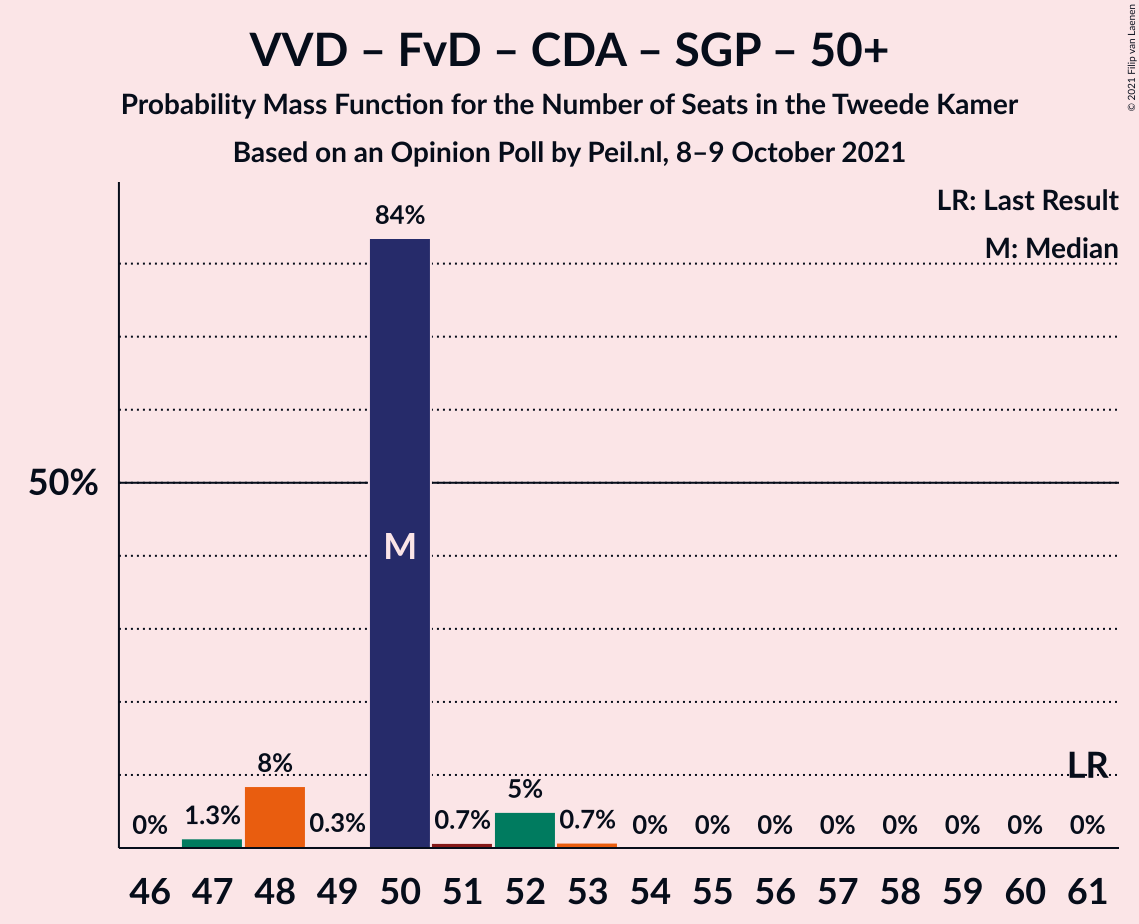 VVD – FvD – CDA – SGP – 50+
Probability Mass Function for the Number of Seats in the Tweede Kamer
Based on an Opinion Poll by Peil.nl, 8–9 October 2021
© 2021 Filip van Laenen
LR: Last Result
M: Median
84%
50%
M
LR
8%
5%
0% 1.3% 0.3% 0.7% 0.7% 0% 0% 0% 0% 0% 0% 0% 0%
46 47 48 49 50 51 52 53 54 55 56 57 58 59 60 61